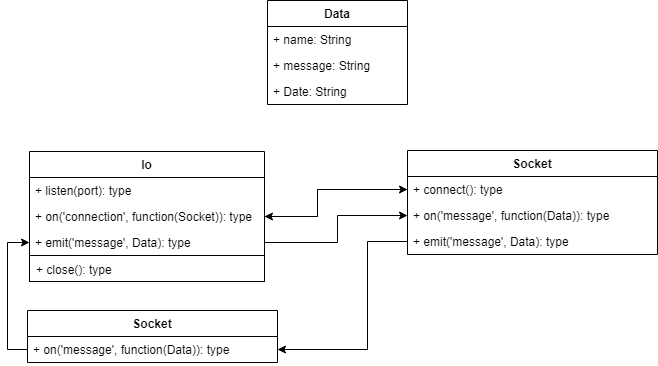 Data
+ name: String
+ message: String
+ Date: String
Io
+ listen(port): type
+ on('connection', function(Socket)): type
+ emit('message', Data): type
+ close(): type
Socket
+ connect(): type
+ on('message', function(Data)): type
+ emit('message', Data): type
Socket
+ on('message', function(Data)): type